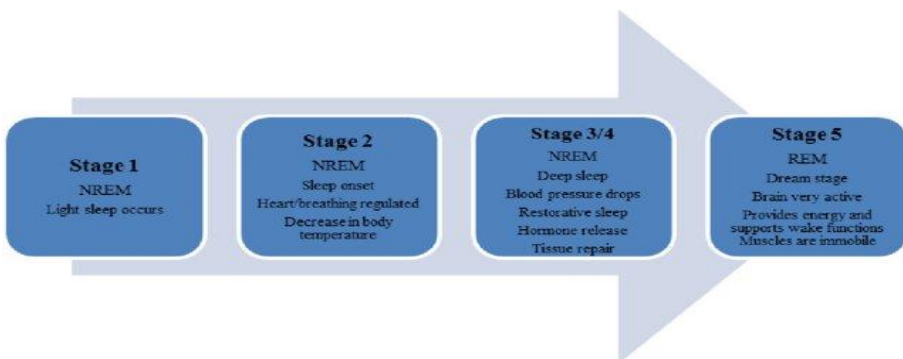 Stage 1
NREM
Light sleep occurs
Stage 2
NREM
Sleep onset
Heart/breathing regulated
Decrease in body
temperature
Stage 3/4
NREM
Deep sleep
Blood pressure drops
Restorative sleep
Hormone release
Tissue repair
Stage 5
REM
Dream stage
Brain very active
Provides energy and
supports wake functions
Muscles are immobile